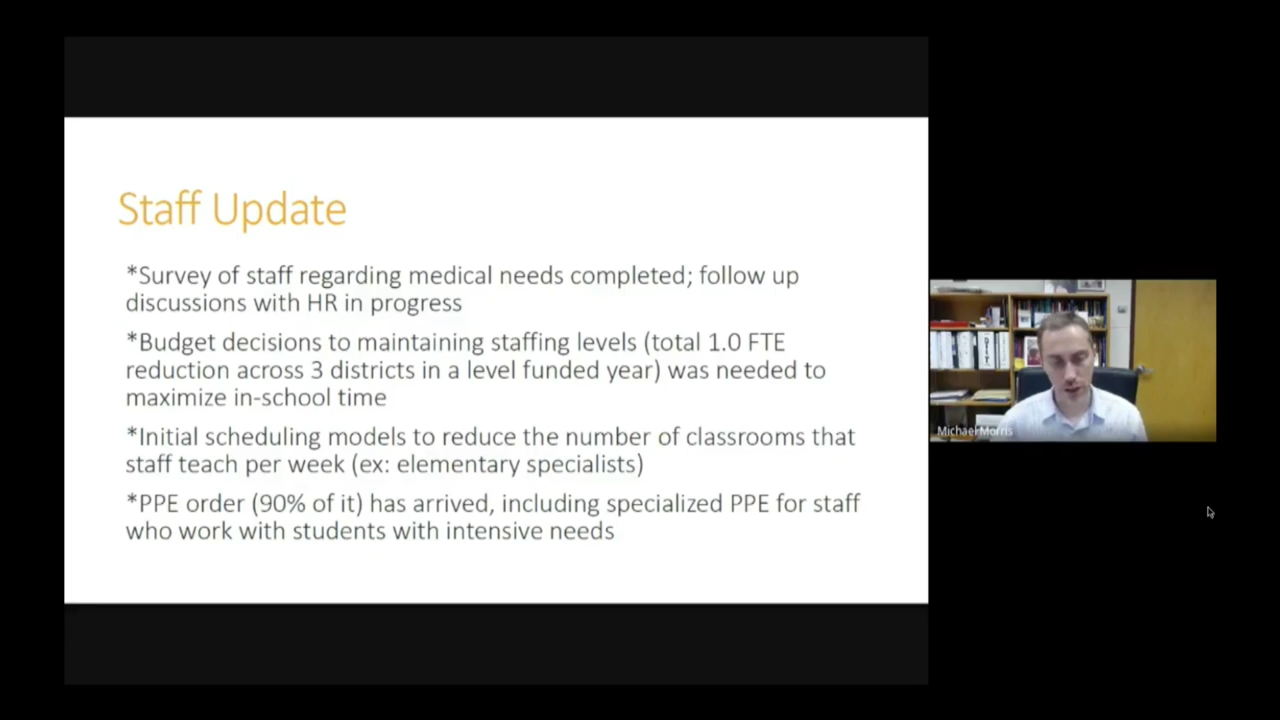 Staff Update
*Survey of staff regarding medical needs completed; follow up
discussions with HR in progress
*Budget decisions to maintaining staffing levels (total 1.0 FTE
reduction across 3 districts in a level funded year) was needed to
maximize in-school time
*Initial scheduling models to reduce the number of classrooms that
staff teach per week (ex: elementary specialists)
*PPE order (90% of it) has arrived, including specialized PPE for staff
who work with students with intensive needs
Michael Morris